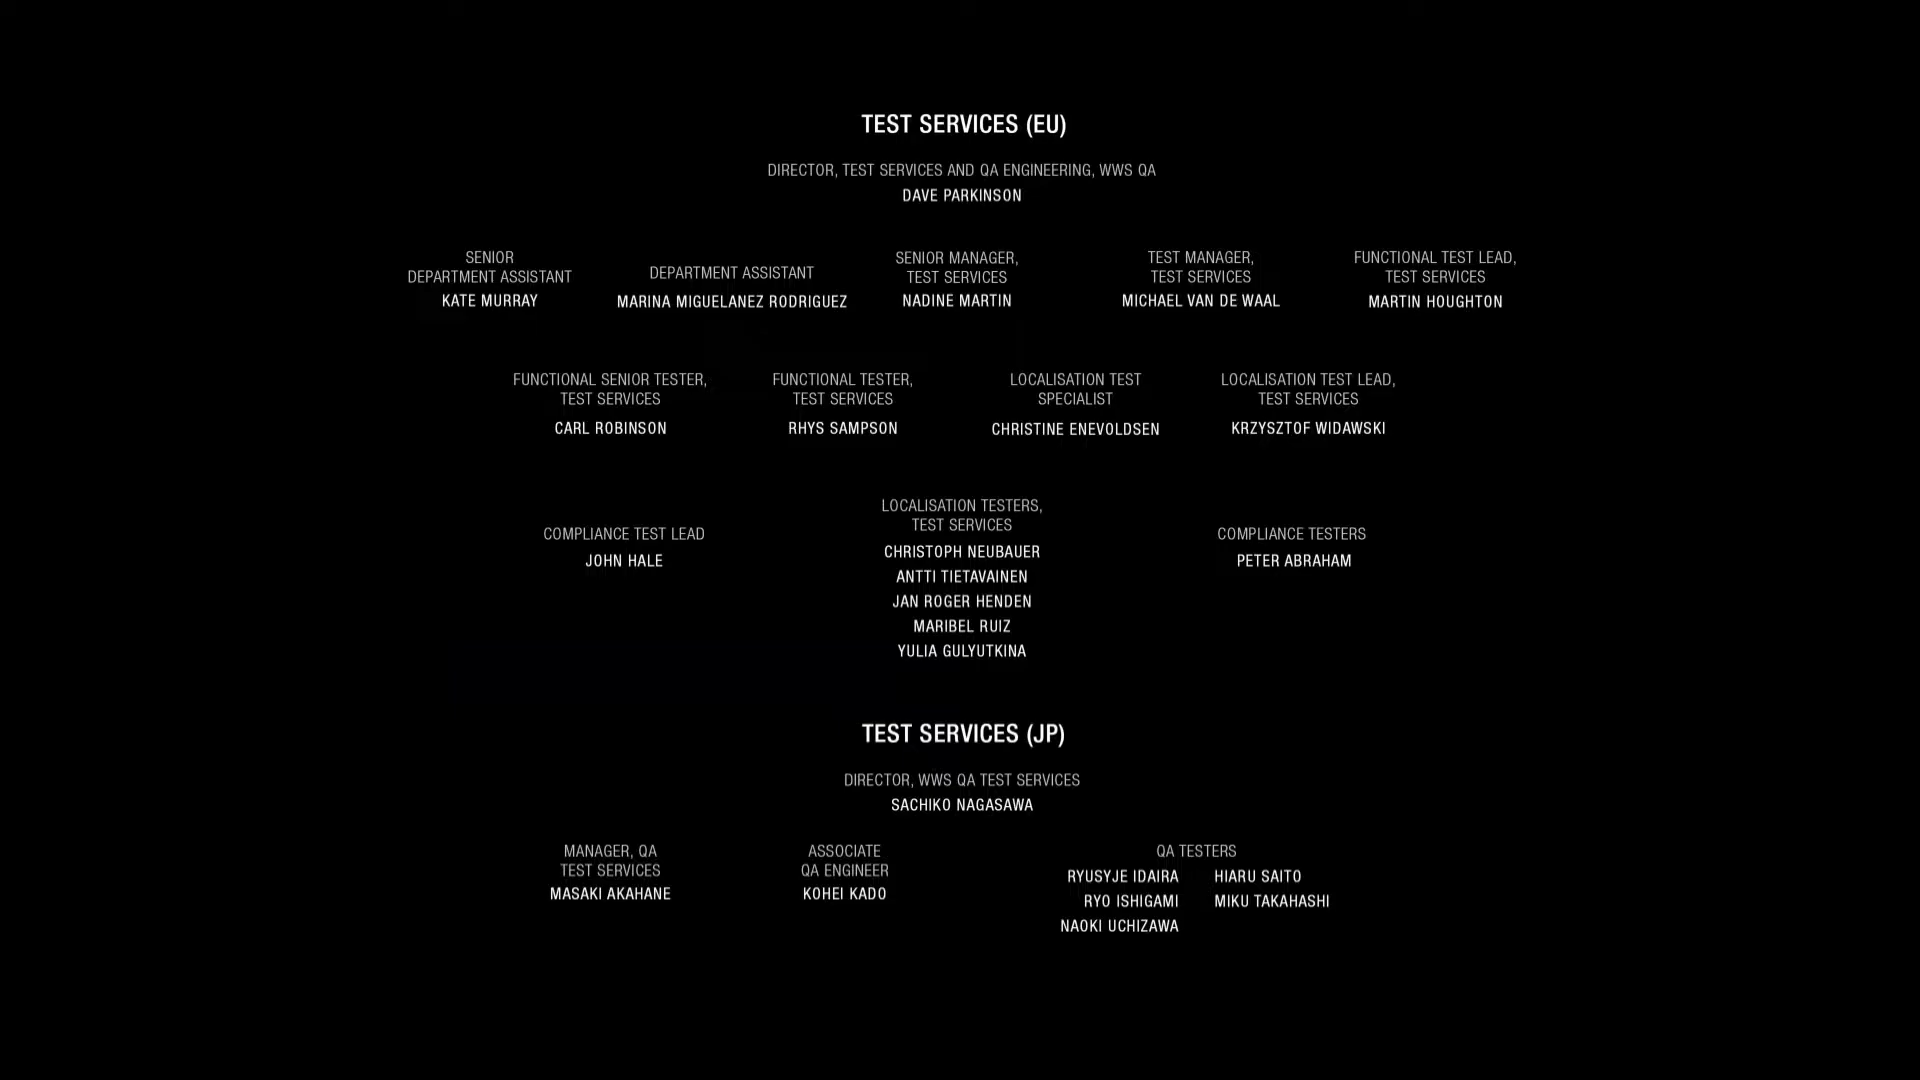 TEST SERVICES (EU)
DIRECTOR, TEST SERVICES AND QA ENGINEERING, WWS QA
DAVE PARKINSON
SENIOR
DEPARTMENT ASSISTANT
KATE MURRAY
DEPARTMENT ASSISTANT
MARINA MIGUELANEZ RODRIGUEZ
SENIOR MANAGER,
TEST SERVICES
NADINE MARTIN
TEST MANAGER,
TEST SERVICES
MICHAEL VAN DE WAAL
FUNCTIONAL TEST LEAD,
TEST SERVICES
MARTIN HOUGHTON
FUNCTIONAL SENIOR TESTER,
TEST SERVICES
CARL ROBINSON
FUNCTIONAL TESTER,
TEST SERVICES
RHYS SAMPSON
LOCALISATION TEST
SPECIALIST
CHRISTINE ENEVOLDSEN
LOCALISATION TEST LEAD,
TEST SERVICES
KRZYSZTOF WIDAWSKI
COMPLIANCE TEST LEAD
JOHN HALE
LOCALISATION TESTERS,
TEST SERVICES
CHRISTOPH NEUBAUER
ANTTI TIETAVAINEN
JAN ROGER HENDEN
MARIBEL RUIZ
YULIA GULYUTKINA
COMPLIANCE TESTERS
PETER ABRAHAM
TEST SERVICES (JP)
DIRECTOR, WWS QA TEST SERVICES
SACHIKO NAGASAWA
MANAGER, QA
TEST SERVICES
MASAKI AKAHANE
ASSOCIATE
QA ENGINEER
KOHEI KADO
QA TESTERS
RYUSYJE IDAIRA
RYO ISHIGAMI
NAOKI UCHIZAWA
HIARU SAITO
MIKU TAKAHASHI